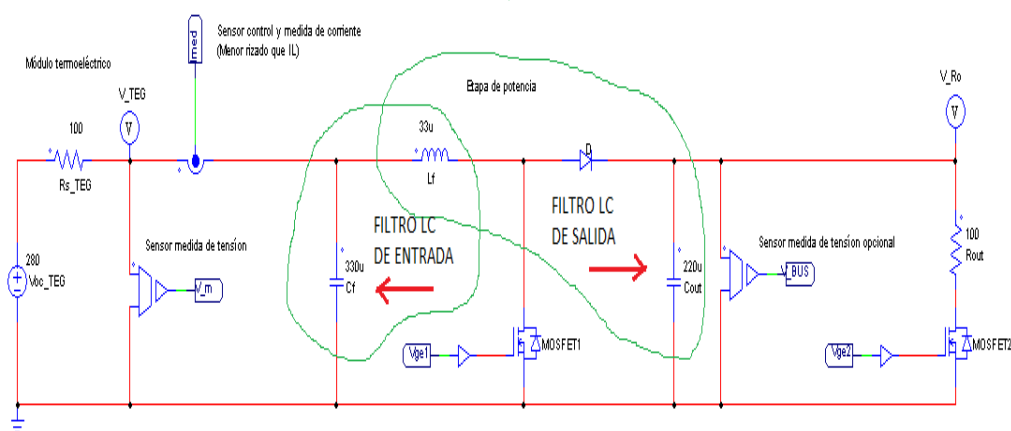 Sensor control y medida de corriente
(Menor rizado que IL)
Imed
Módulo termoeléctrico
V_TEG
V
100
Rs_TEG
Etapa de potencia
33u
Lf
D
V_Ro
V
FILTRO LC
DE ENTRADA
FILTRO LC
DE SALIDA
Sensor medida de tensíon
V_m
280
Voc_TEG
330u
Cf
220u
Cout
Sensor medida de tensíon opcional
V_BUS
100
Rout
Vge1
MOSFET1
Vge2
MOSFET2